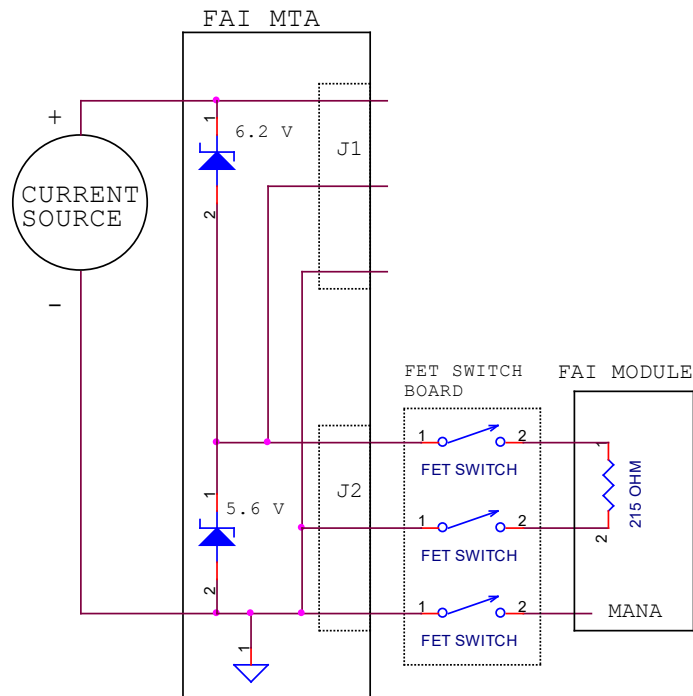 FAI MTA
+
1
6.2 V
J1
CURRENT
SOURCE
2
-
FET SWITCH
BOARD
FAI MODULE
1
2
1
FET SWITCH
215 OHM
J2
1
5.6 V
1
2
2
FET SWITCH
2
1
2
MANA
FET SWITCH
1